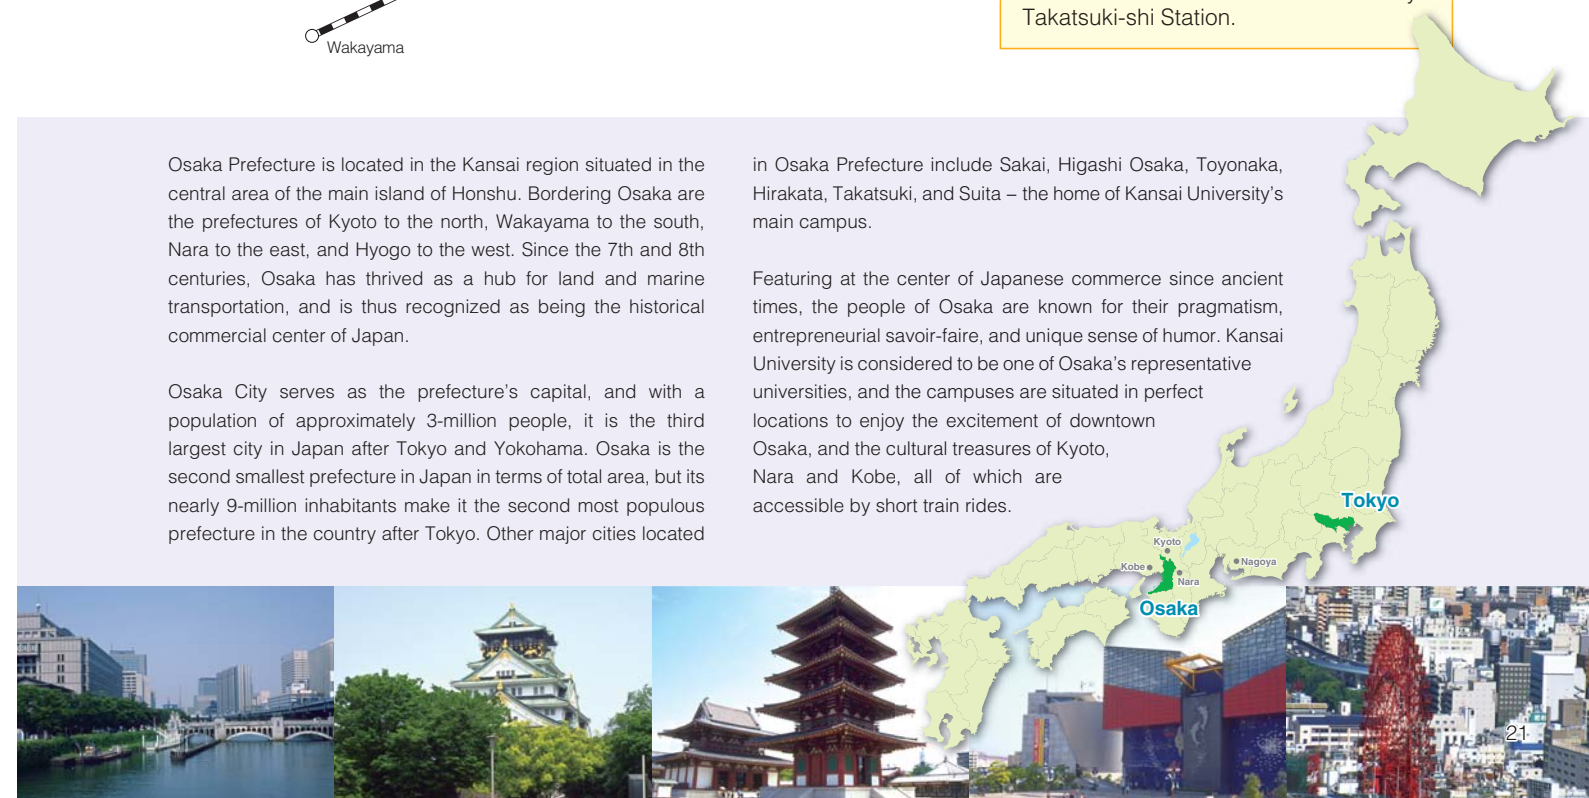 Wakayama
Takatsuki-shi Station.
Osaka Prefecture is located in the Kansai region situated in the
central area of the main island of Honshu. Bordering Osaka are
the prefectures of Kyoto to the north, Wakayama to the south,
Nara to the east, and Hyogo to the west. Since the 7th and 8th
centuries, Osaka has thrived as a hub for land and marine
transportation, and is thus recognized as being the historical
commercial center of Japan.
Osaka City serves as the prefecture's capital, and with a
population of approximately 3-million people, it is the third
largest city in Japan after Tokyo and Yokohama. Osaka is the
second smallest prefecture in Japan in terms of total area, but its
nearly 9-million inhabitants make it the second most populous
prefecture in the country after Tokyo. Other major cities located
in Osaka Prefecture include Sakai, Higashi Osaka, Toyonaka,
Hirakata, Takatsuki, and Suita – the home of Kansai University's
main campus.
Featuring at the center of Japanese commerce since ancient
times, the people of Osaka are known for their pragmatism,
entrepreneurial savoir-faire, and unique sense of humor. Kansai
University is considered to be one of Osaka's representative
universities, and the campuses are situated in perfect
locations to enjoy the excitement of downtown
Osaka, and the cultural treasures of Kyoto,
Nara and Kobe, all of which are
accessible by short train rides.
Tokyo
Kyoto
Kobe
Nagoya
Nara
Osaka
21